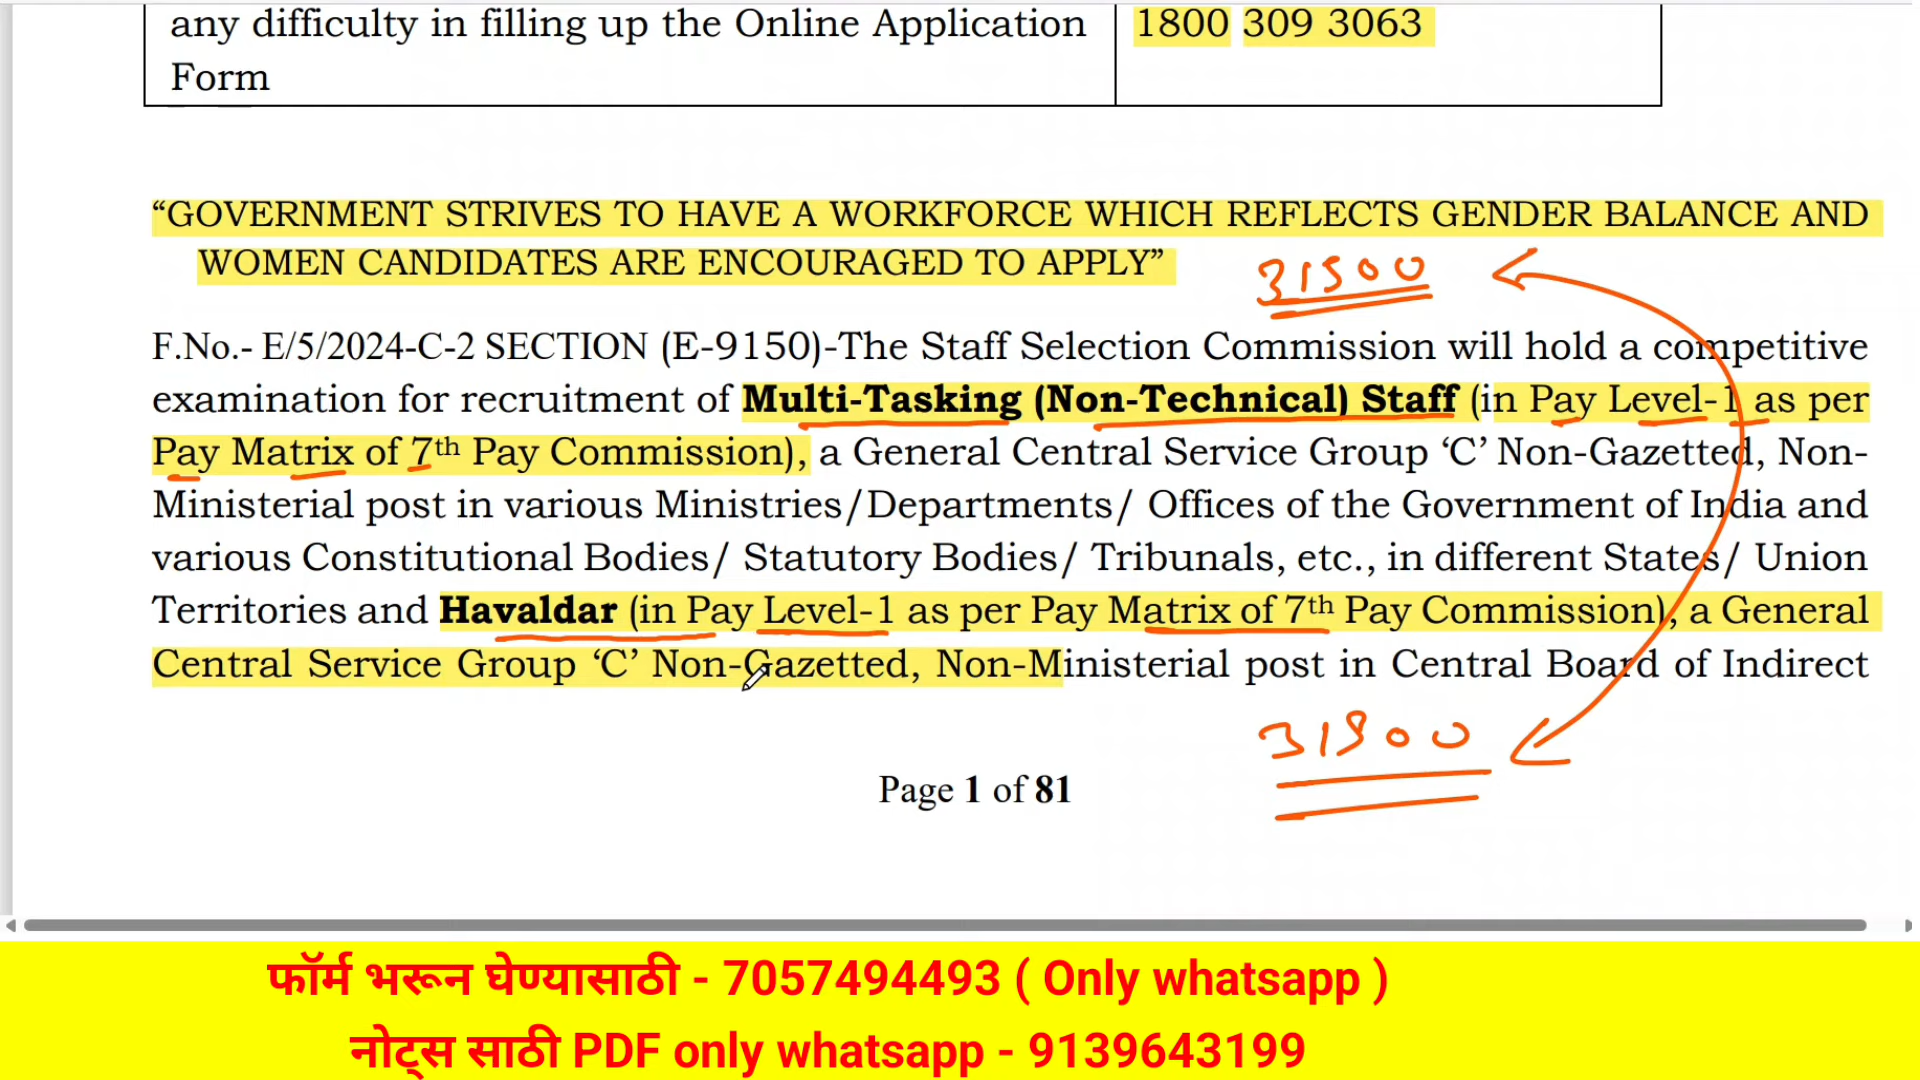 any difficulty in filling up the Online Application 1800 309 3063
Form
“GOVERNMENT STRIVES TO HAVE A WORKFORCE WHICH REFLECTS GENDER BALANCE AND
WOMEN CANDIDATES ARE ENCOURAGED TO APPLY”
31500
F.No.- E/5/2024-C-2 SECTION (E-9150)-The Staff Selection Commission will hold a competitive
examination for recruitment of Multi-Tasking (Non-Technical) Staff (in Pay Level-1 as per
Pay Matrix of 7th Pay Commission), a General Central Service Group ‘C’ Non-Gazetted, Non-
Ministerial post in various Ministries/Departments/ Offices of the Government of India and
various Constitutional Bodies/ Statutory Bodies/ Tribunals, etc., in different States/ Union
Territories and Havaldar (in Pay Level-1 as per Pay Matrix of 7th Pay Commission), a General
Central Service Group ‘C’ Non-Gazetted, Non-Ministerial post in Central Board of Indirect
31900
Page 1 of 81
फॉर्म भरून घेण्यासाठी - 7057494493 ( Only whatsapp )
नोट्स साठी PDF only whatsapp - 9139643199